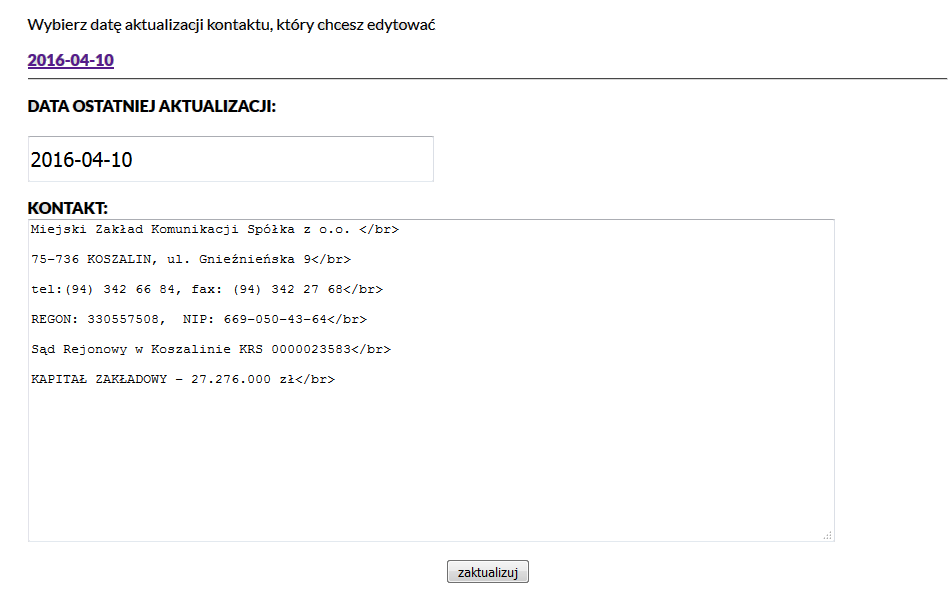 Wybierz datę aktualizacji kontaktu, który chcesz edytować
2016-04-10
DATA OSTATNIEJ AKTUALIZACJI:
2016-04-10
KONTAKT:
Miejski Zakład Komunikacji Spółka z o.o. </br>
75-736 KOSZALIN, ul. Gnieźnieńska 9</br>
tel:(94) 342 66 84, fax: (94) 342 27 68</br>
REGON: 330557508,  NIP: 669-050-43-64</br>
Sąd Rejonowy w Koszalinie KRS 0000023583</br>
KAPITAŁ ZAKŁADOWY - 27.276.000 zł</br>
zaktualizuj